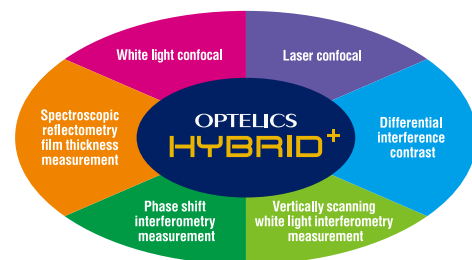 White light confocal
Laser confocal
Spectroscopic
reflectometry
film thickness
measurement
OPTELICS
HYBRID+
Differential
interference
contrast
Phase shift
interferometry
measurement
Vertically scanning
white light interferometry
measurement